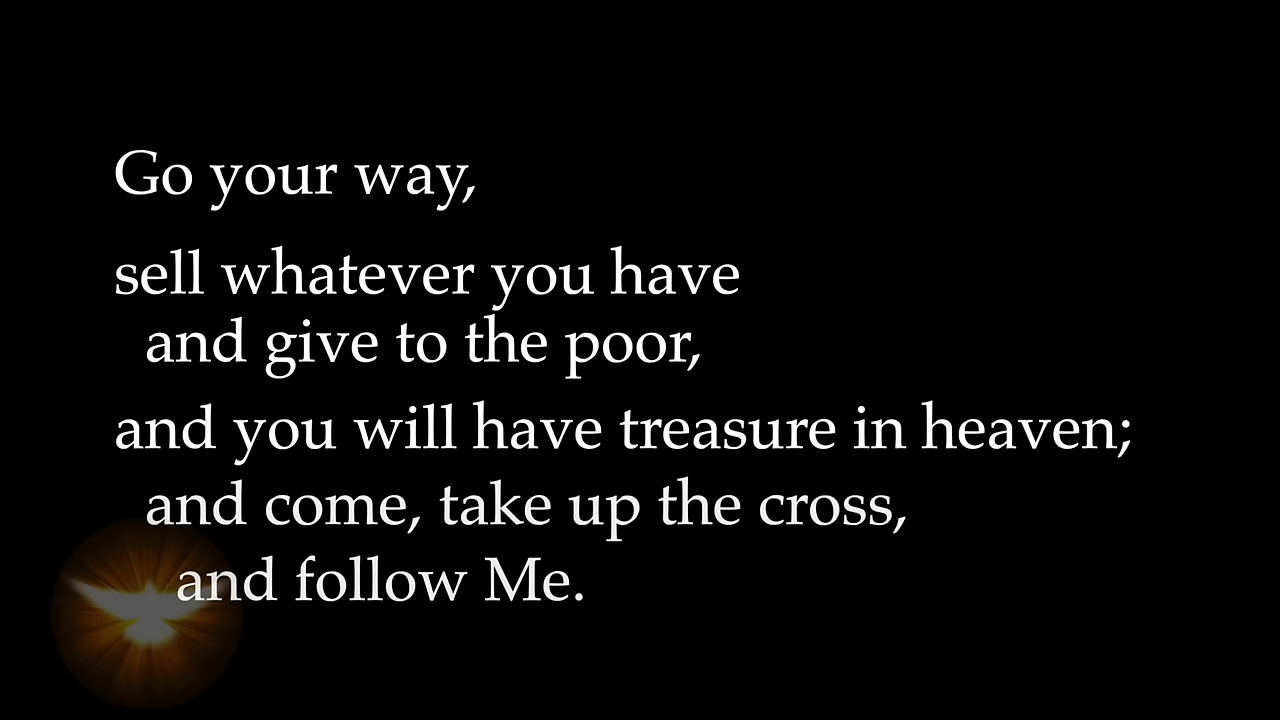 Go your way,
sell whatever you have
and give to the poor,
and you will have treasure in heaven;
and come, take up the cross,
and follow Me.